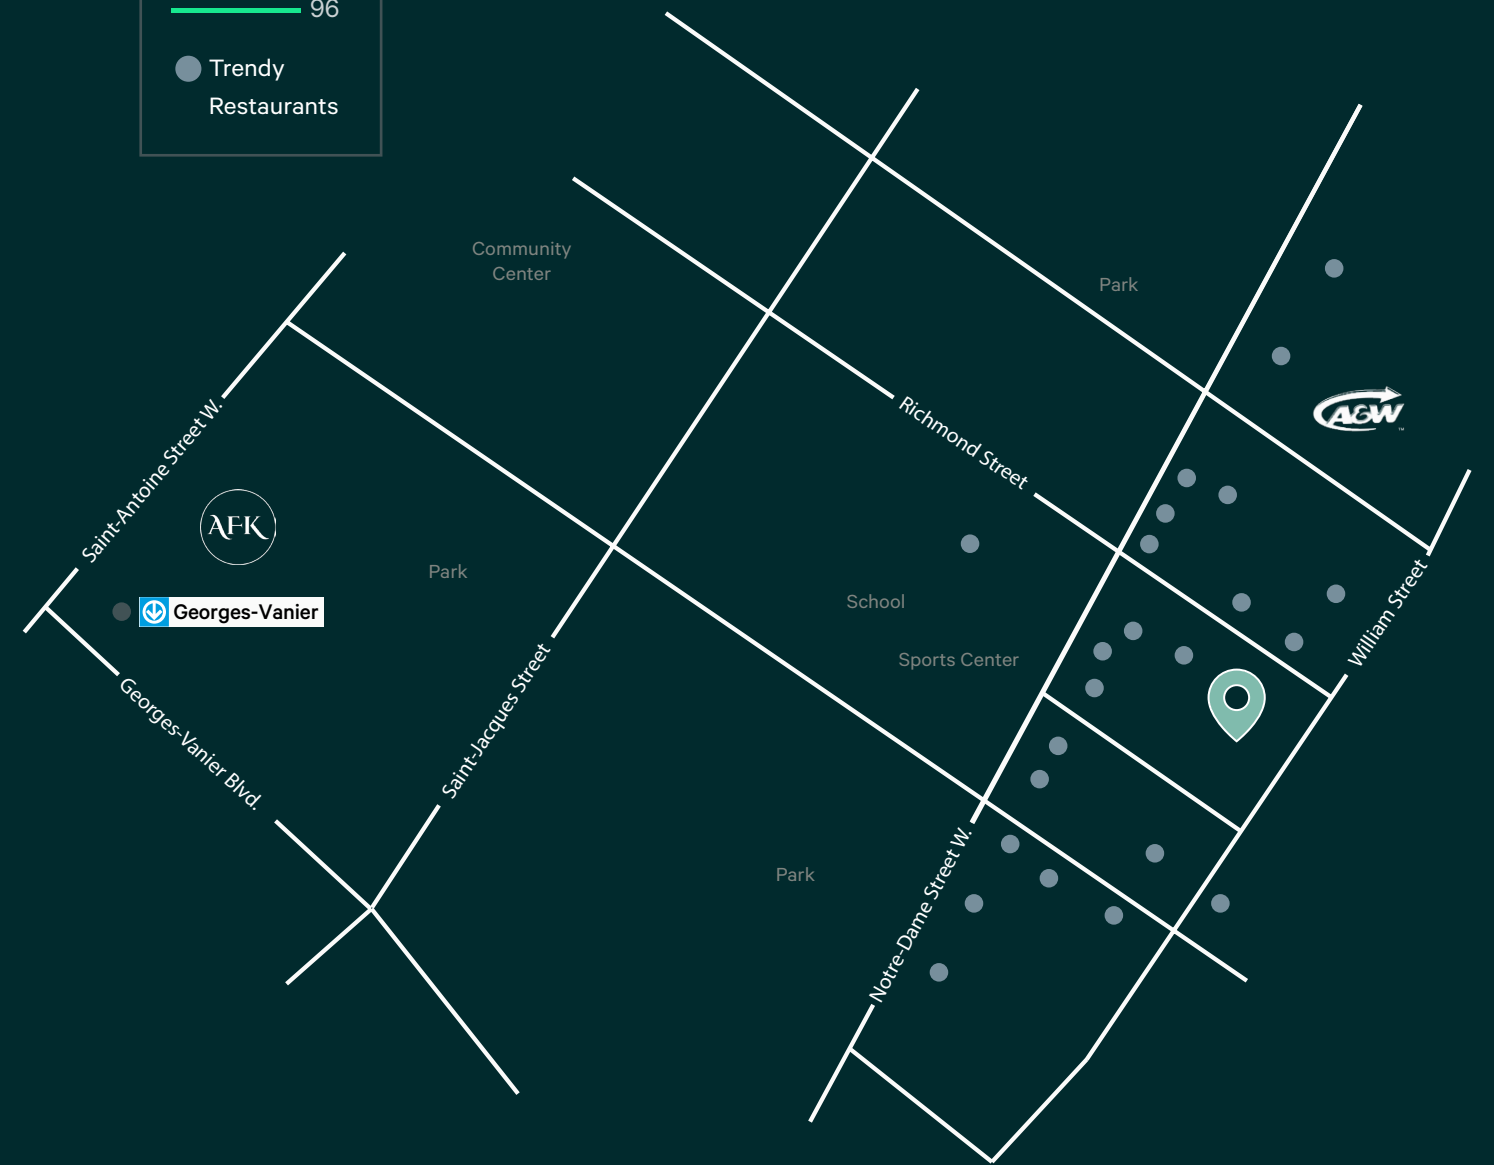 96
Trendy
Restaurants
Community
Center
Park
A&W
™
Richmond Street
Saint-Antoine Street W.
AFK
Park
School
Georges-Vanier
William Street
Sports Center
Saint-Jacques Street
Georges-Vanier Blvd.
Park
Notre-Dame Street W.